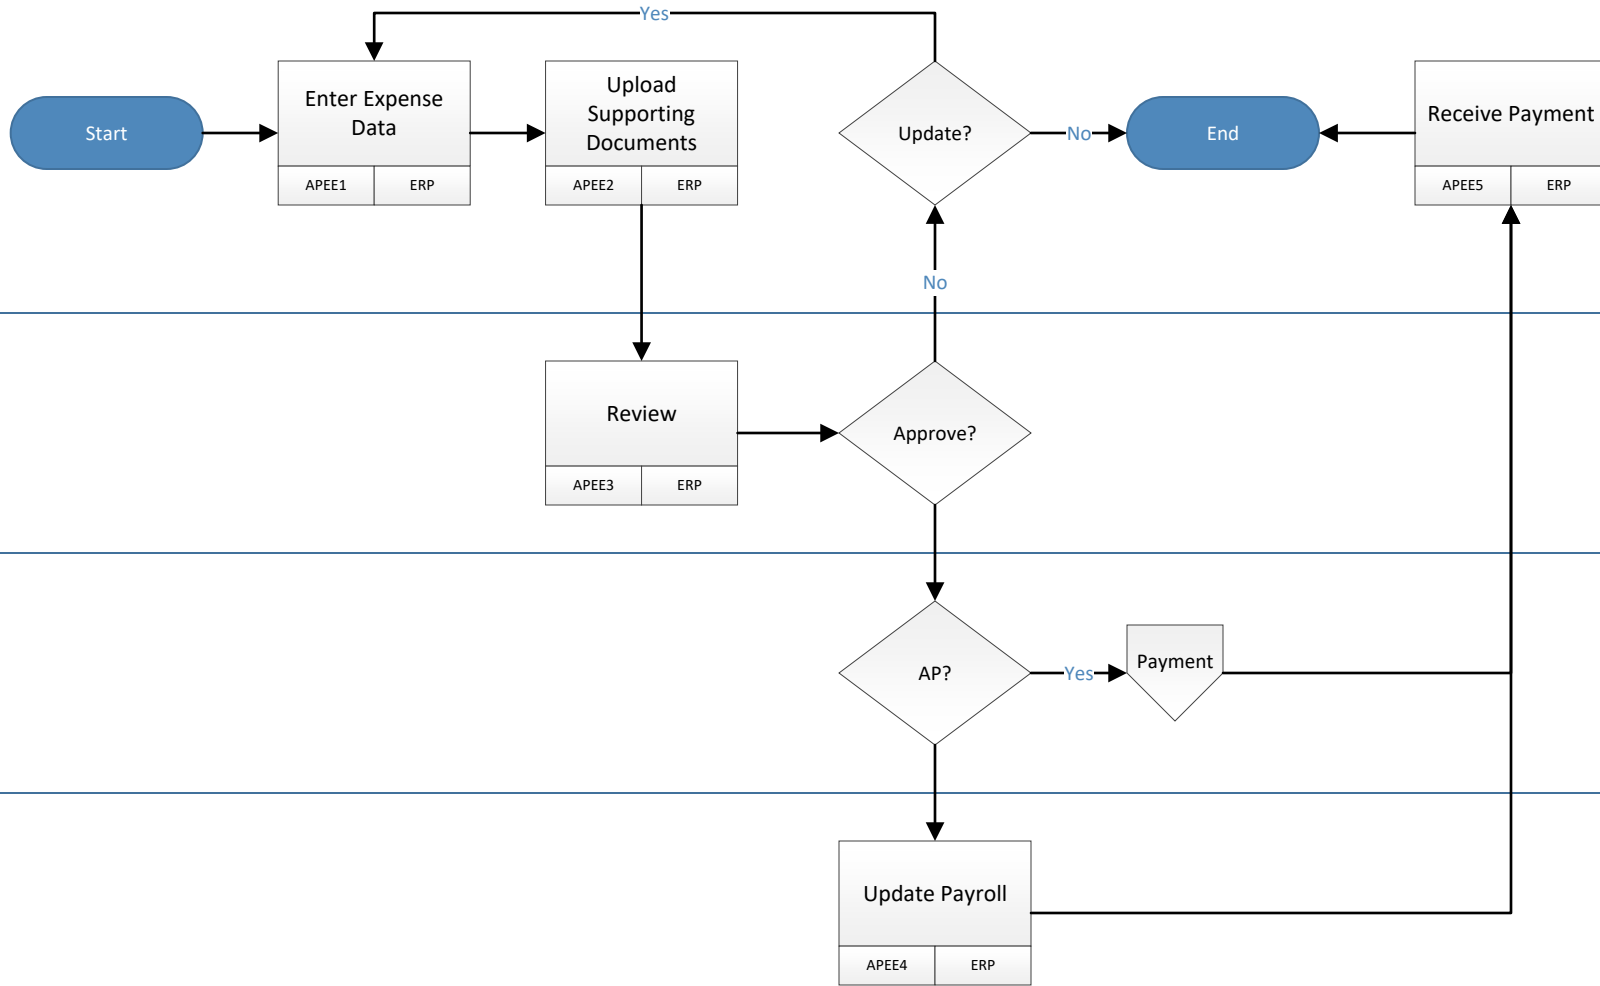 Yes
Start
Enter Expense
Data
APEE1 ERP
Upload
Supporting
Documents
APEE2 ERP
Update?
No
End
Receive Payment
APEE5 ERP
No
Review
APEE3 ERP
Approve?
AP?
Yes
Payment
Update Payroll
APEE4 ERP